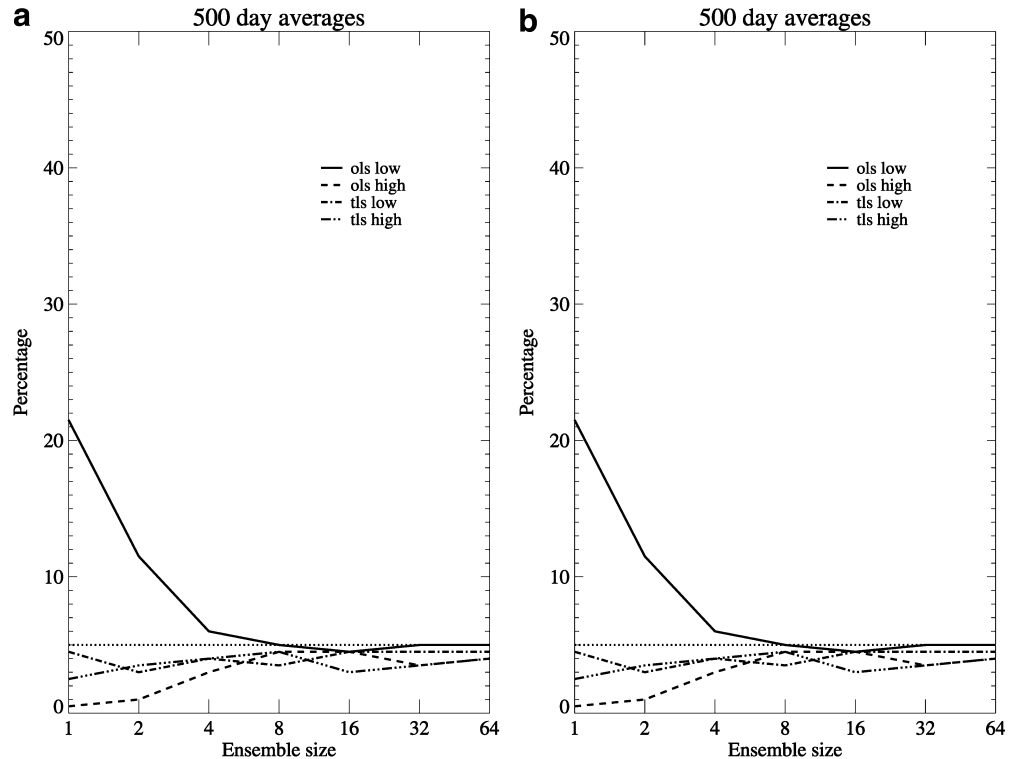 a
500 day averages
50
40
30
20
10
0
Percentage
ols low
ols high
tls low
tls high
1 2 4 8 16 32 64
Ensemble size
b
500 day averages
50
40
30
20
10
0
Percentage
ols low
ols high
tls low
tls high
1 2 4 8 16 32 64
Ensemble size